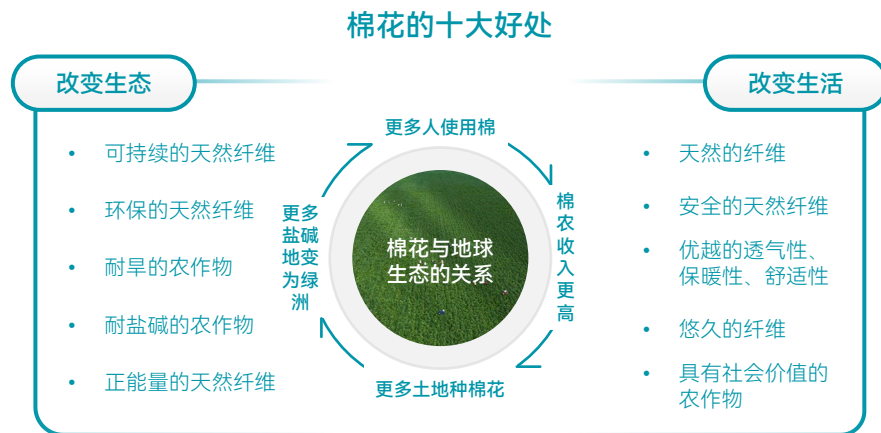 棉花的十大好处
改变生态
可持续的天然纤维
环保的天然纤维
耐旱的农作物
耐盐碱的农作物
正能量的天然纤维
更多人使用棉
棉农收入更高
更多土地种棉花
更多
盐碱
地变
为绿
洲
棉花与地球
生态的关系
改变生活
天然的纤维
安全的天然纤维
优越的透气性、
保暖性、舒适性
悠久的纤维
具有社会价值的
农作物